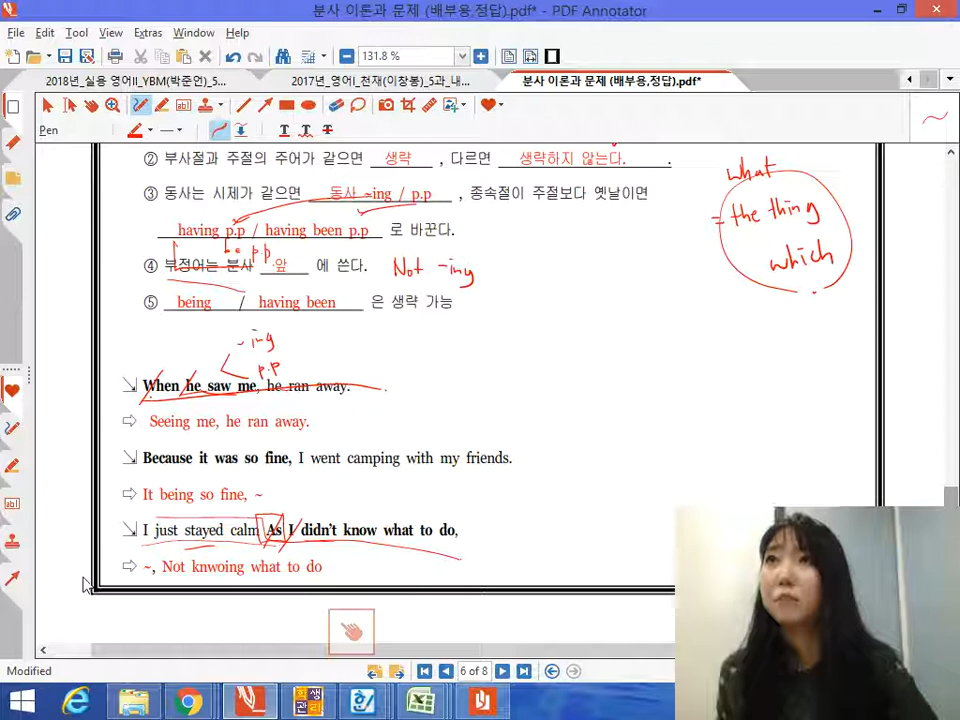 분사 이론과 문제 (배부용,정답).pdf* - PDF Annotator
File Edit Tool View Extras Window Help
131.8 %
2018년_실용 영어II_YBM(박준언)_5... 2017년_영어I_천재(이창봉)_5과_내... 분사 이론과 문제 (배부용,정답).pdf*
Pen
② 부사절과 주절의 주어가 같으면 생략 , 다르면 생략하지 않는다. .
what
③ 동사는 시제가 같으면 동사 ~ing / p.p , 종속절이 주절보다 옛날이면
= the thing
having p.p / having been p.p 로 바꾼다.
be p.p
which
④ 부정어는 분사 앞 에 쓴다. Not -ing
⑤ being / having been 은 생략 가능
- ing
p.p
When he saw me, he ran away.
⇨ Seeing me, he ran away.
Because it was so fine, I went camping with my friends.
⇨ It being so fine, ~
I just stayed calm As I didn't know what to do,
⇨ ~, Not knwoing what to do
Modified 6 of 8
학생
관리